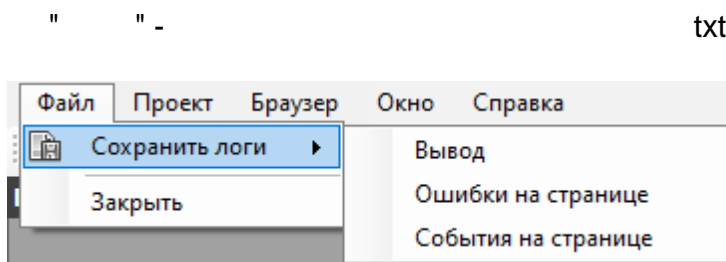 " " - txt
Файл Проект Браузер Окно Справка
Сохранить логи Вывод
Закрыть Ошибки на странице
События на странице